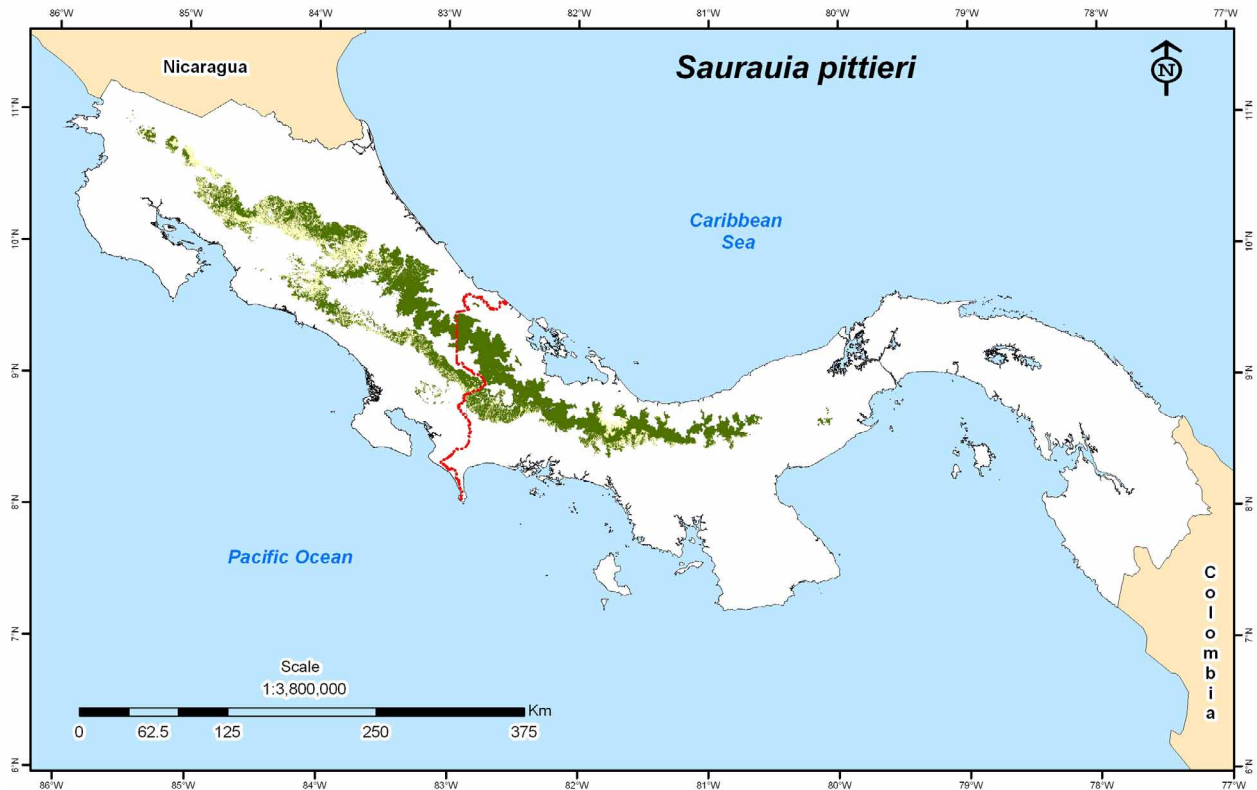 86°W 85°W 84°W 83°W 82°W 81°W 80°W 79°W 78°W 77°W
Nicaragua
Saurauia pittieri
N
11°N 11°N
Caribbean
Sea
10°N 10°N
9°N 9°N
8°N 8°N
Pacific Ocean
Colombia
7°N 7°N
Scale
1:3,800,000
Km
0 62.5 125 250 375
6°N 6°N
86°W 85°W 84°W 83°W 82°W 81°W 80°W 79°W 78°W 77°W